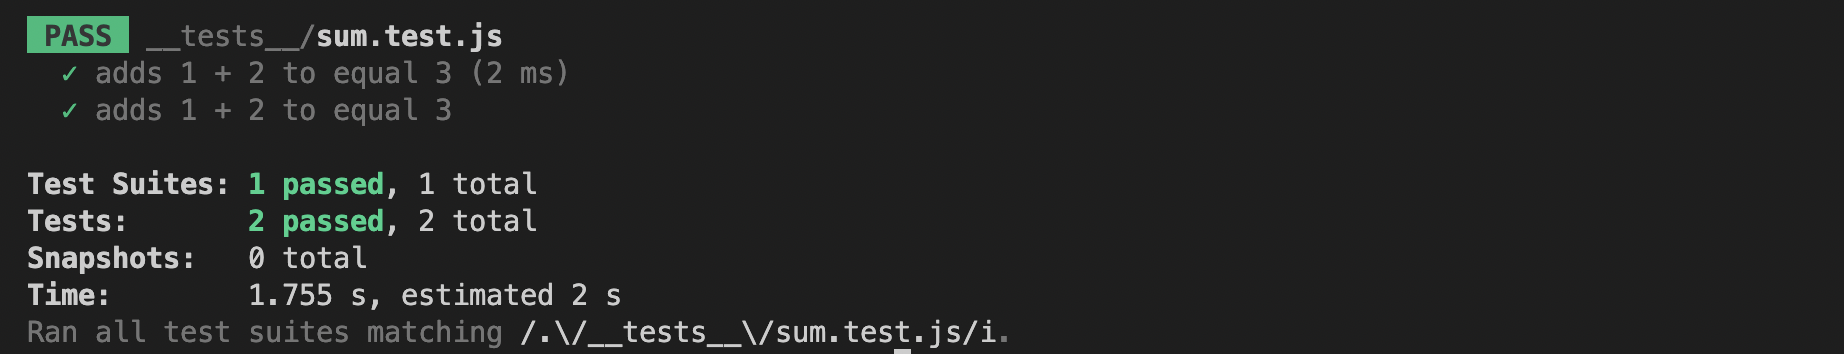 PASS __tests__/sum.test.js
✓ adds 1 + 2 to equal 3 (2 ms)
✓ adds 1 + 2 to equal 3
Test Suites: 1 passed, 1 total
Tests: 2 passed, 2 total
Snapshots: 0 total
Time: 1.755 s, estimated 2 s
Ran all test suites matching /.\/__tests__\/sum.test.js/i.